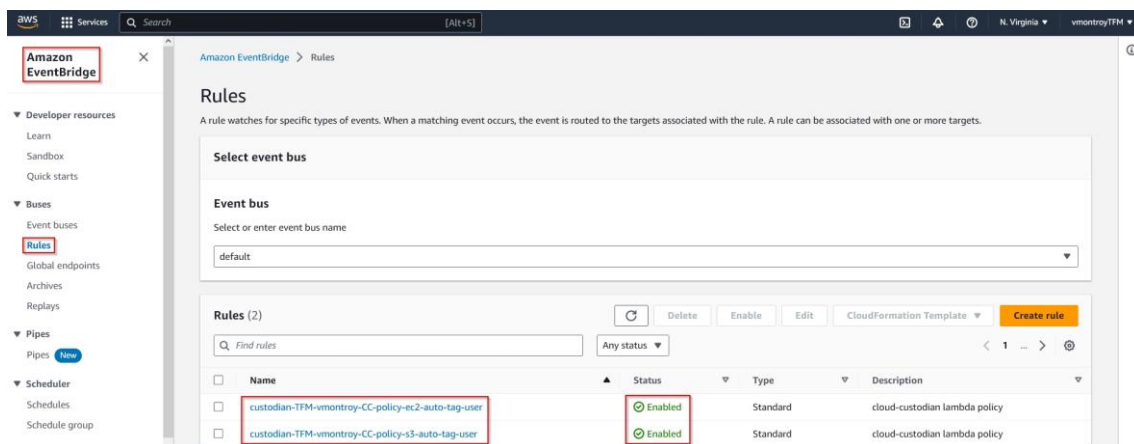 aws Services Search [Alt+S] N. Virginia vmontroyTFM
Amazon EventBridge
Developer resources
Learn
Sandbox
Quick starts
Buses
Event buses
Rules
Global endpoints
Archives
Replays
Pipes
Pipes New
Scheduler
Schedules
Schedule group
Amazon EventBridge > Rules
Rules
A rule watches for specific types of events. When a matching event occurs, the event is routed to the targets associated with the rule. A rule can be associated with one or more targets.
Select event bus
Event bus
Select or enter event bus name
default
Rules (2) Delete Enable Edit CloudFormation Template Create rule
Find rules Any status < 1 ... >
Name Status Type Description
custodian-TFM-vmontroy-CC-policy-ec2-auto-tag-user Enabled Standard cloud-custodian lambda policy
custodian-TFM-vmontroy-CC-policy-s3-auto-tag-user Enabled Standard cloud-custodian lambda policy